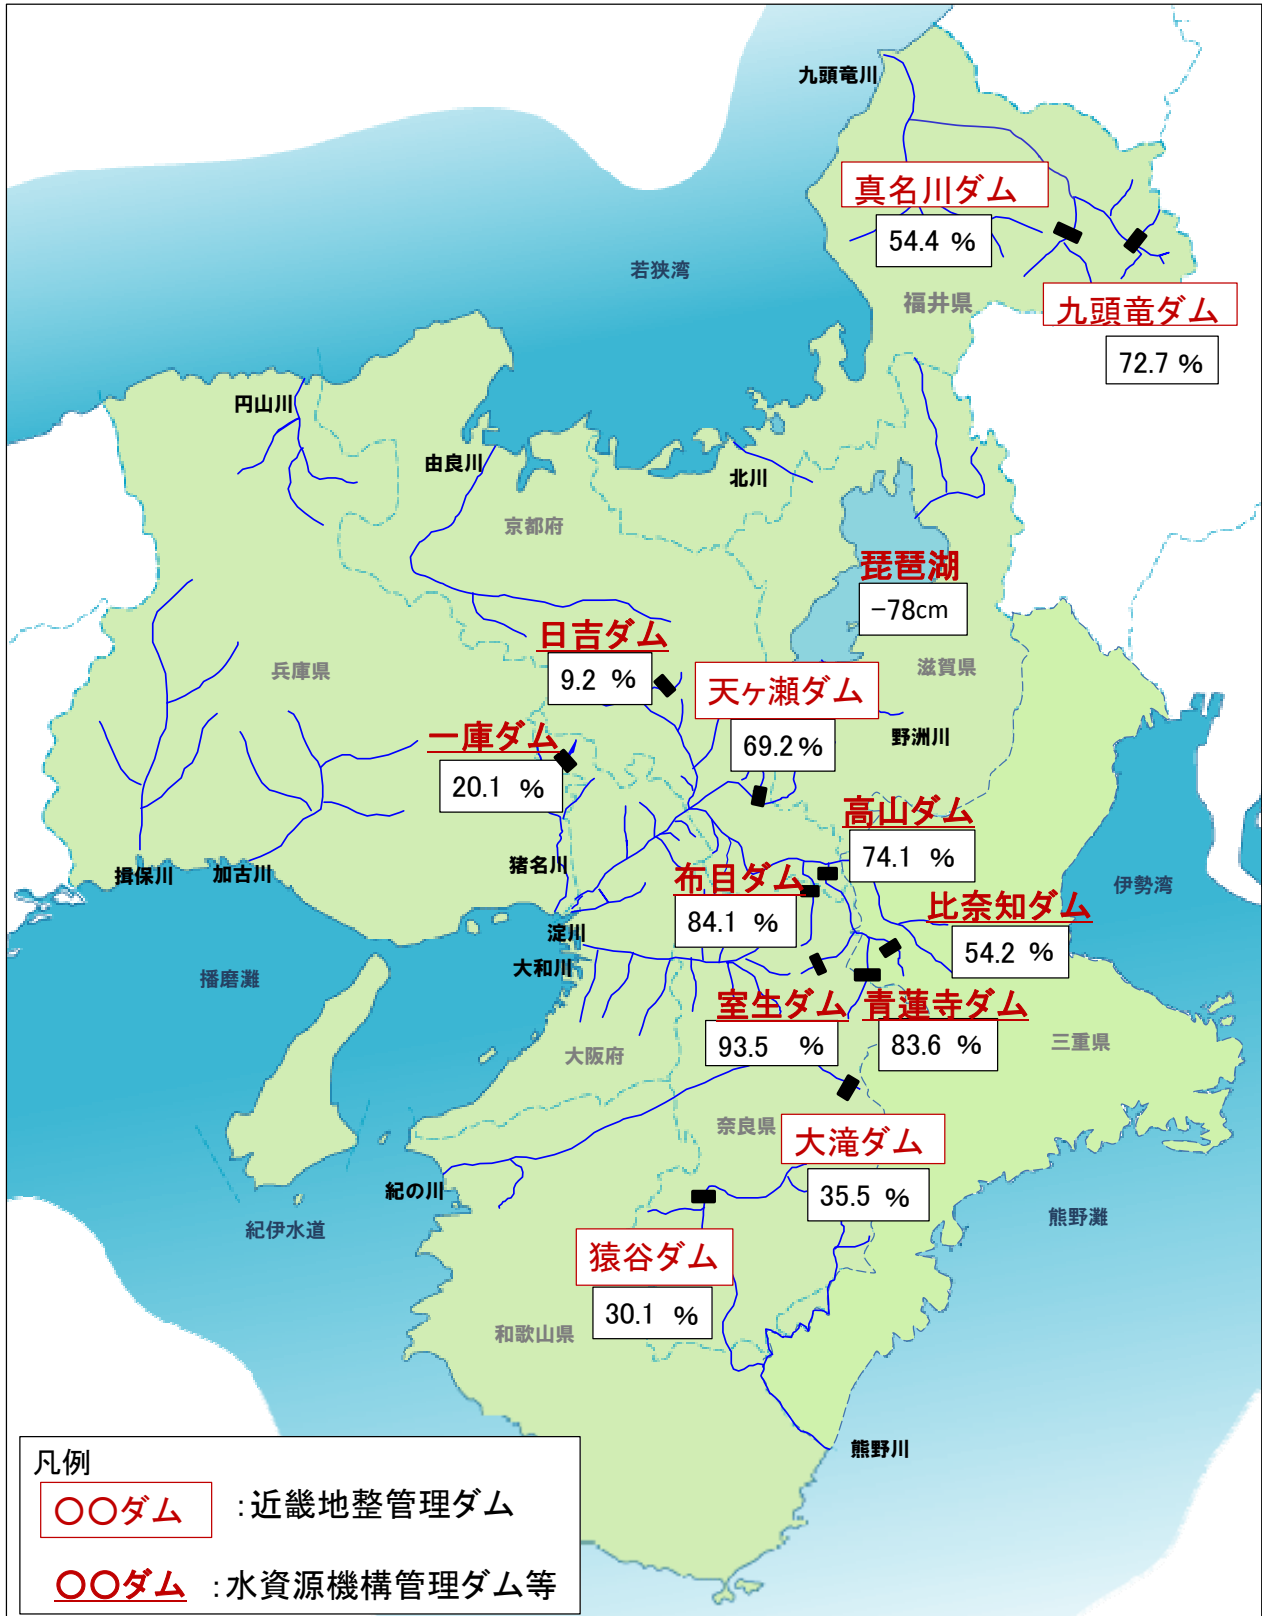 九頭竜川
真名川ダム
54.4 %
若狭湾
福井県
九頭竜ダム
72.7 %
円山川
由良川
北川
京都府
琵琶湖
-78cm
日吉ダム
9.2 %
兵庫県
滋賀県
天ヶ瀬ダム
69.2%
野洲川
一庫ダム
20.1 %
高山ダム
74.1 %
揖保川
加古川
猪名川
布目ダム
84.1 %
伊勢湾
比奈知ダム
54.2 %
淀川
大和川
播磨灘
室生ダム
93.5 %
青蓮寺ダム
83.6 %
大阪府
三重県
奈良県
大滝ダム
35.5 %
紀の川
紀伊水道
熊野灘
猿谷ダム
30.1 %
和歌山県
熊野川
凡例
〇〇ダム :近畿地整管理ダム
〇〇ダム :水資源機構管理ダム等